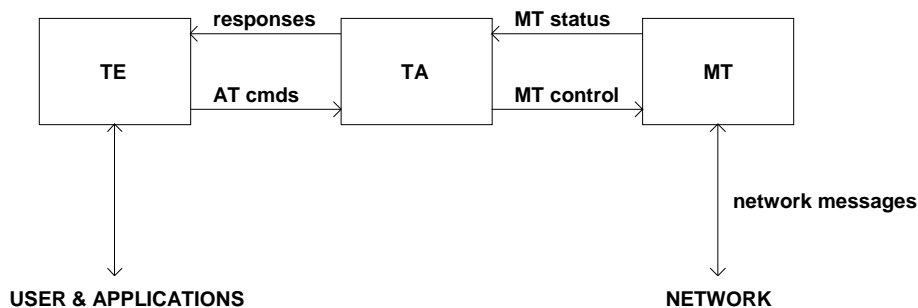 responses
MT status
TE
TA
MT
AT cmds
MT control
network messages
USER & APPLICATIONS
NETWORK